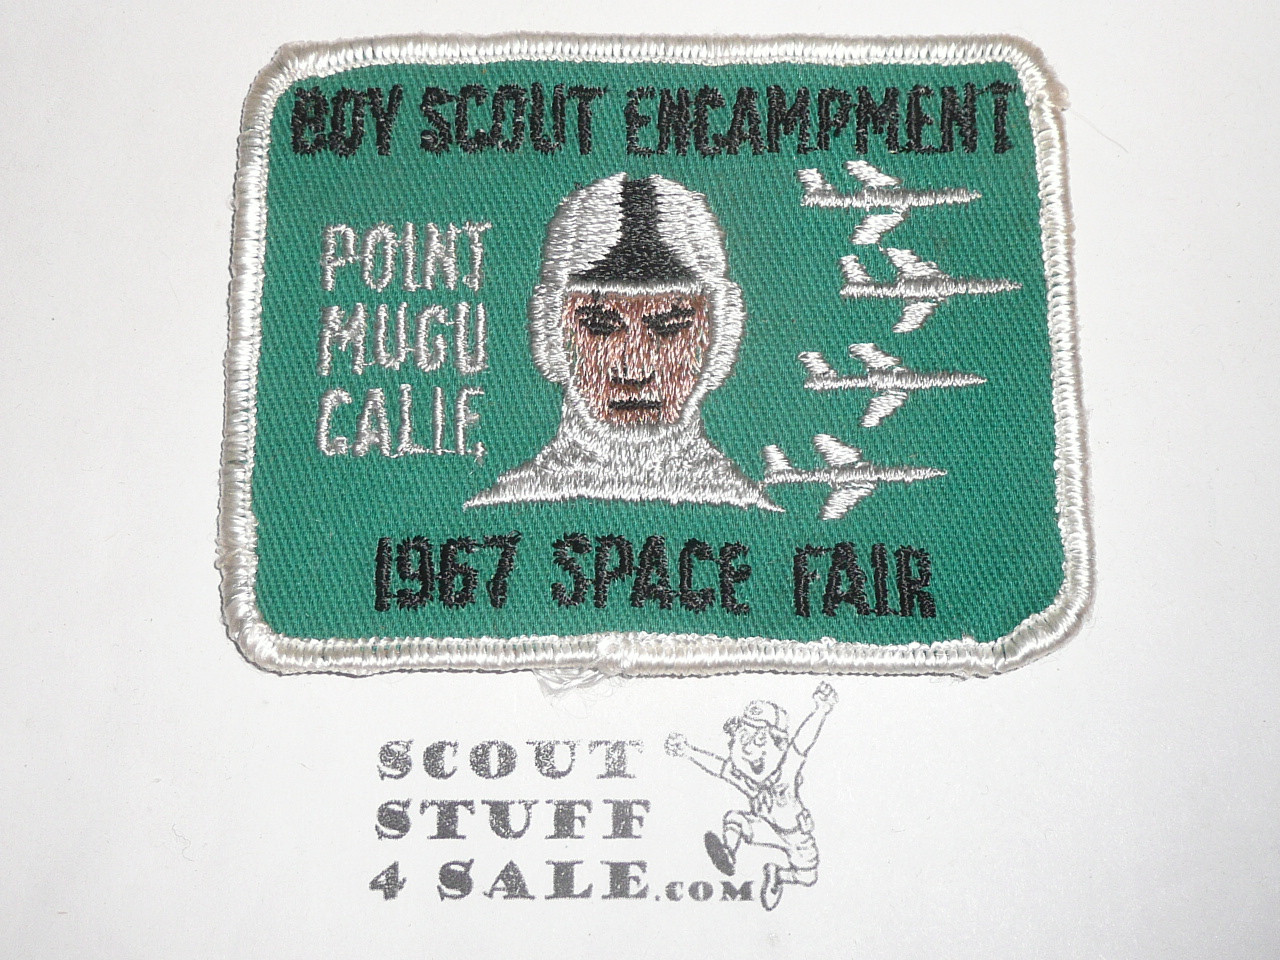 BOY SCOUT ENCAMPMENT
POINT
MUGU
CALIF.
1967 SPACE FAIR
SCOUT
STUFF
4 SALE.COM